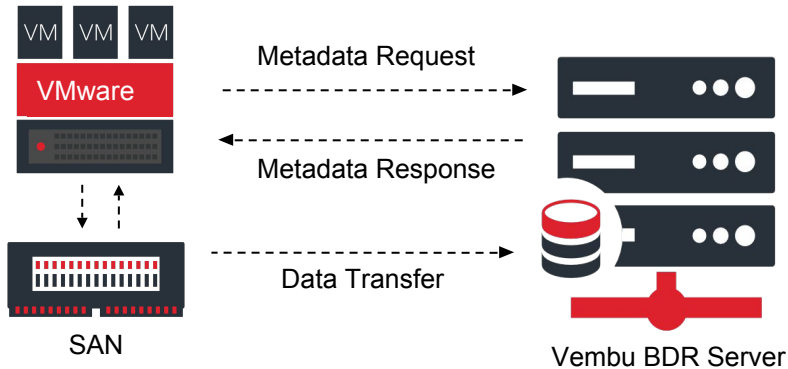 VM VM VM
VMware
Metadata Request
Metadata Response
Data Transfer
SAN
Vembu BDR Server